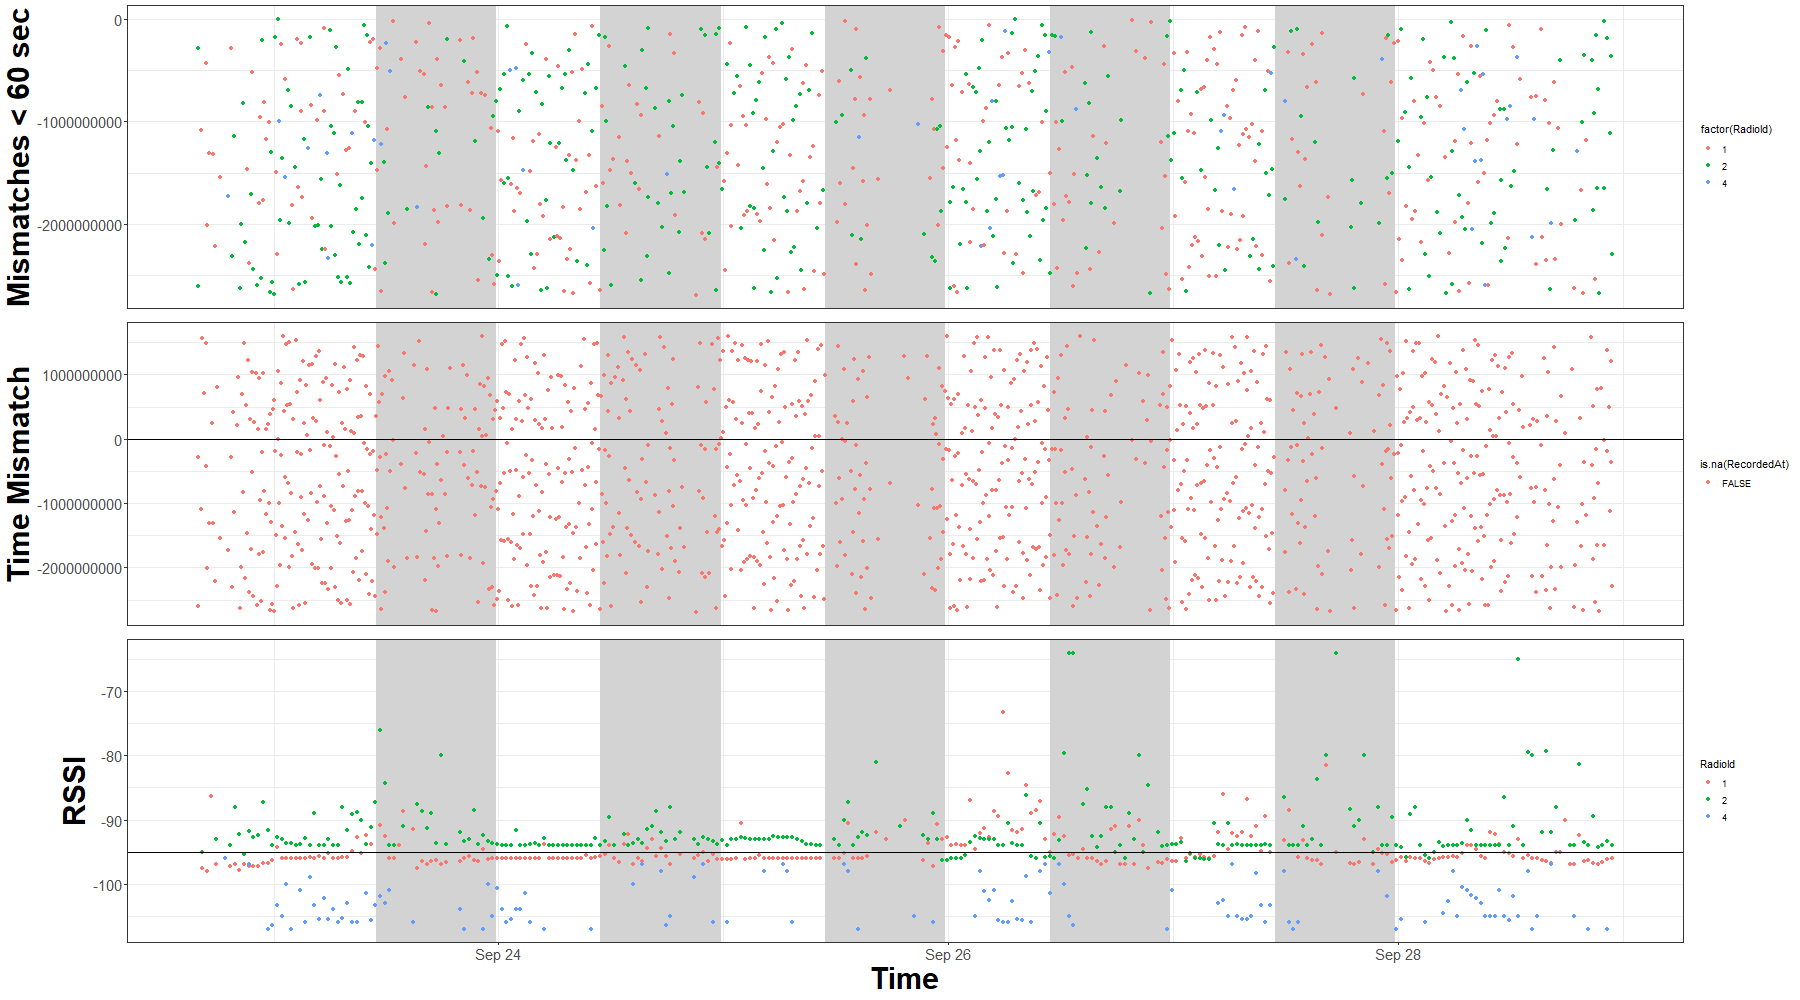 Mismatches < 60 sec
0
-1000000000
-2000000000
factor(RadioId)
1
2
4
Time Mismatch
1000000000
0
-1000000000
-2000000000
is.na(RecordedAt)
FALSE
RSSI
-70
-80
-90
-100
RadioId
1
2
4
Sep 24
Sep 26
Sep 28
Time